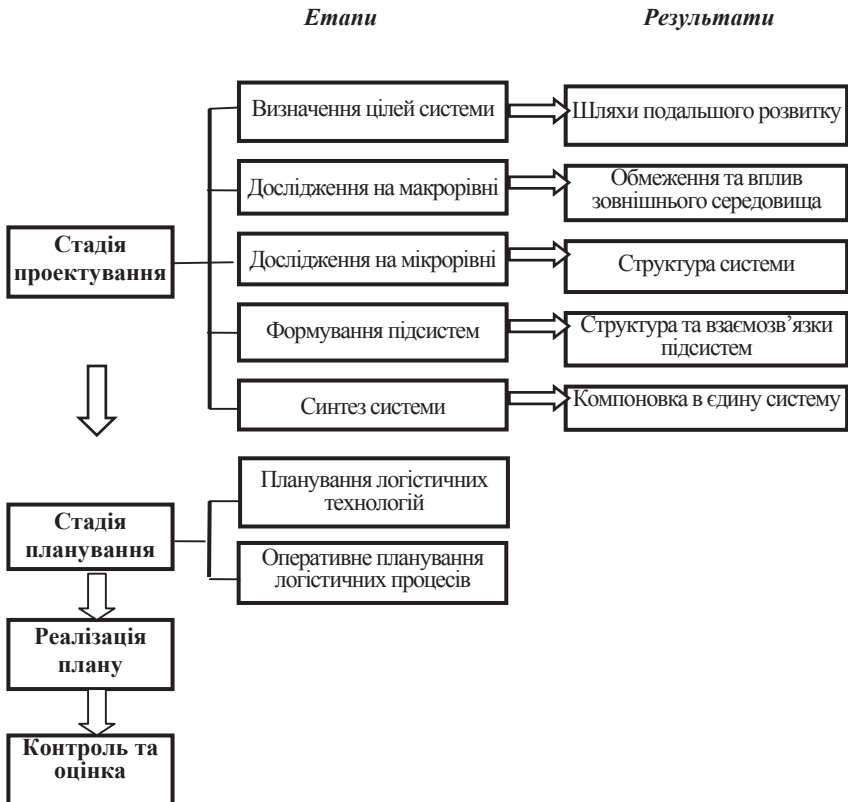 Етапи
Результати
Визначення цілей системи
Шляхи подальшого розвитку
Дослідження на макрорівні
Обмеження та вплив
зовнішнього середовища
Стадія
проектування
Дослідження на мікрорівні
Структура системи
Формування підсистем
Структура та взаємозв’язки
підсистем
Синтез системи
Компоновка в єдину систему
Планування логістичних
технологій
Стадія
планування
Оперативне планування
логістичних процесів
Реалізація
плану
Контроль та
оцінка